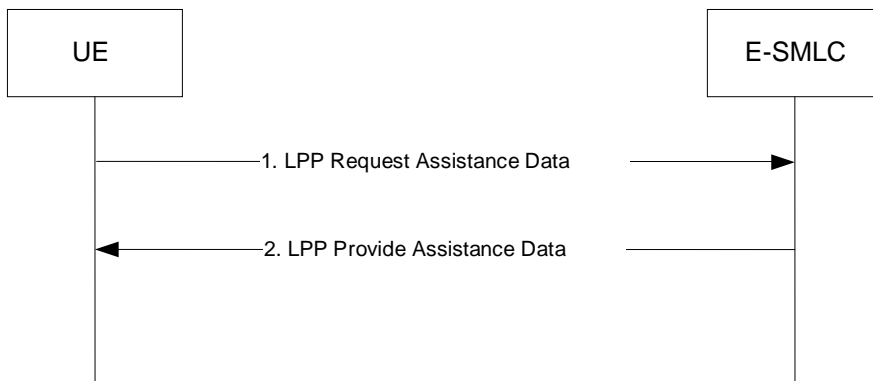 UE
E-SMLC
1. LPP Request Assistance Data
2. LPP Provide Assistance Data